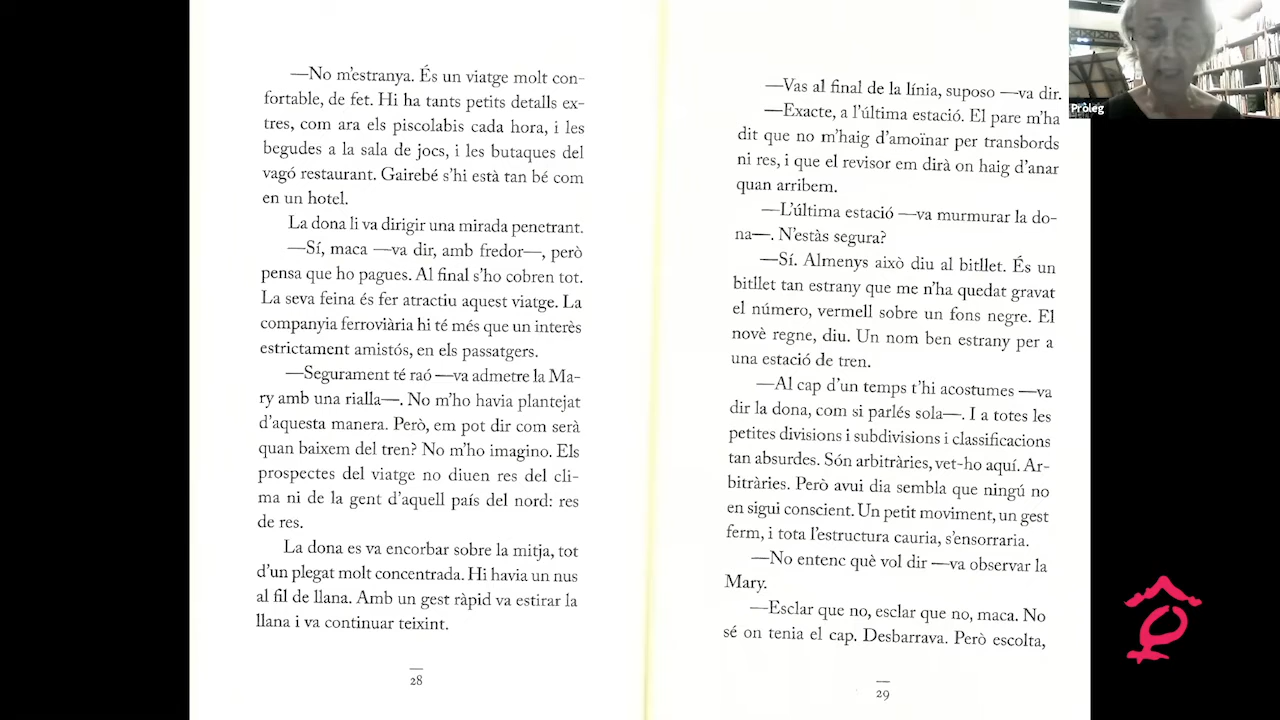 —No m'estranya. És un viatge molt con-
fortable, de fet. Hi ha tants petits detalls ex-
tres, com ara els piscolabis cada hora, i les
begudes a la sala de jocs, i les butaques del
vagó restaurant. Gairebé s'hi està tan bé com
en un hotel.
La dona li va dirigir una mirada penetrant.
—Sí, maca —va dir, amb fredor—, però
pensa que ho pagues. Al final s'ho cobren tot.
La seva feina és fer atractiu aquest viatge. La
companyia ferroviària hi té més que un interès
estrictament amistós, en els passatgers.
—Segurament té raó —va admetre la Ma-
ry amb una rialla—. No m'ho havia plantejat
d'aquesta manera. Però, em pot dir com serà
quan baixem del tren? No m'ho imagino. Els
prospectes del viatge no diuen res del cli-
ma ni de la gent d'aquell país del nord: res
de res.
La dona es va encorbar sobre la mitja, tot
d'un plegat molt concentrada. Hi havia un nus
al fil de llana. Amb un gest ràpid va estirar la
llana i va continuar teixint.
28
—Vas al final de la línia, suposo —va dir.
—Exacte, a l'última estació. El pare m'ha
dit que no m'haig d'amoïnar per transbords
ni res, i que el revisor em dirà on haig d'anar
quan arribem.
—L'última estació —va murmurar la do-
na—. N'estàs segura?
—Sí. Almenys això diu al bitllet. És un
bitllet tan estrany que me n'ha quedat gravat
el número, vermell sobre un fons negre. El
novè regne, diu. Un nom ben estrany per a
una estació de tren.
—Al cap d'un temps t'hi acostumes —va
dir la dona, com si parlés sola—. I a totes les
petites divisions i subdivisions i classificacions
tan absurdes. Són arbitràries, vet-ho aquí. Ar-
bitràries. Però avui dia sembla que ningú no
en sigui conscient. Un petit moviment, un gest
ferm, i tota l'estructura cauria, s'ensorraria.
—No entenc què vol dir —va observar la
Mary.
—Esclar que no, esclar que no, maca. No
sé on tenia el cap. Desbarrava. Però escolta,
29
Pròleg